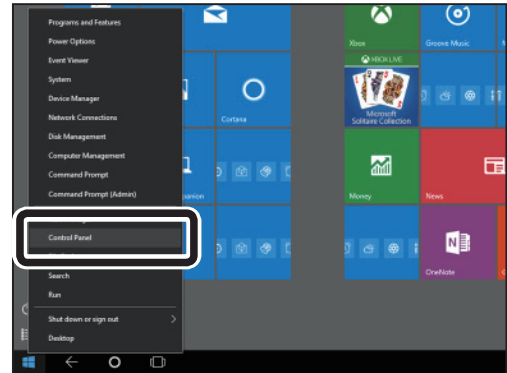 Programs and Features
Power Options
Event Viewer
System
Device Manager
Network Connections
Disk Management
Computer Management
Command Prompt
Command Prompt (Admin)
Control Panel
Search
Run
Shut down or sign out
Desktop
Cortana
Xbox
Groove Music
XBOX LIVE
Microsoft
Solitaire Collection
Money
News
OneNote